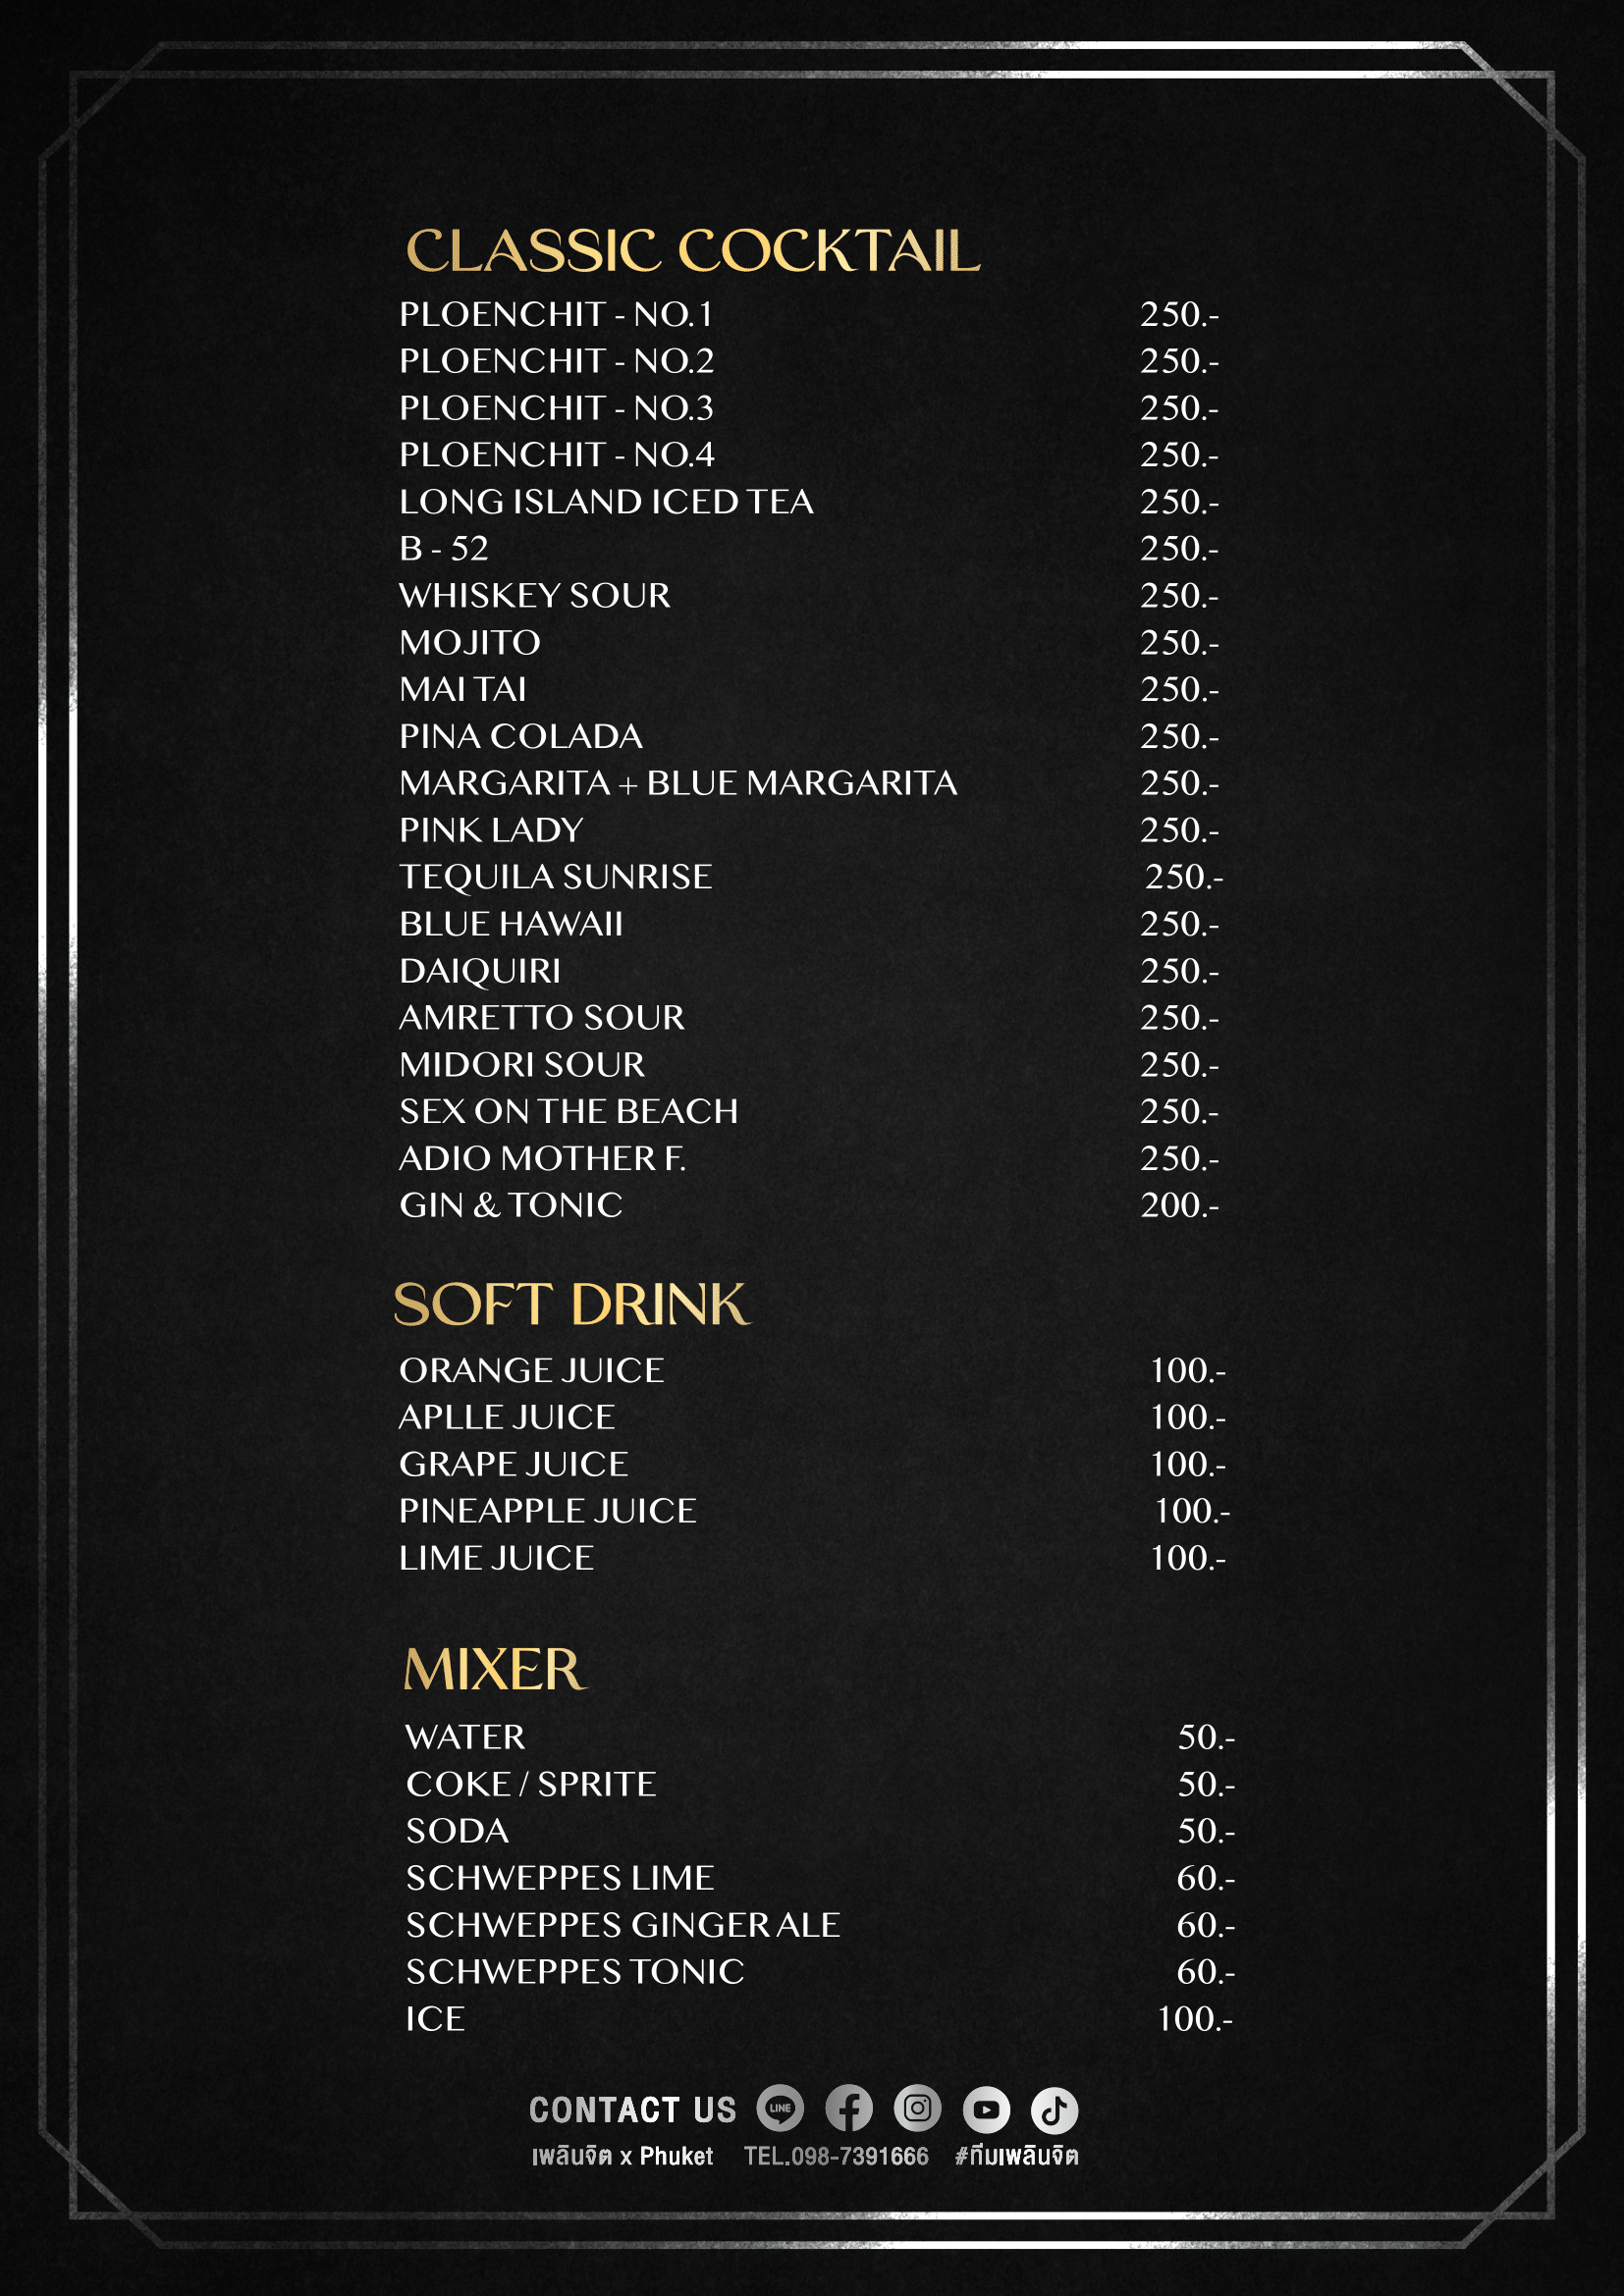 CLASSIC COCKTAIL
PLOENCHIT - NO.1 250.-
PLOENCHIT - NO.2 250.-
PLOENCHIT - NO.3 250.-
PLOENCHIT - NO.4 250.-
LONG ISLAND ICED TEA 250.-
B - 52 250.-
WHISKEY SOUR 250.-
MOJITO 250.-
MAI TAI 250.-
PINA COLADA 250.-
MARGARITA + BLUE MARGARITA 250.-
PINK LADY 250.-
TEQUILA SUNRISE 250.-
BLUE HAWAII 250.-
DAIQUIRI 250.-
AMRETTO SOUR 250.-
MIDORI SOUR 250.-
SEX ON THE BEACH 250.-
ADIO MOTHER F. 250.-
GIN & TONIC 200.-
SOFT DRINK
ORANGE JUICE 100.-
APLLE JUICE 100.-
GRAPE JUICE 100.-
PINEAPPLE JUICE 100.-
LIME JUICE 100.-
MIXER
WATER 50.-
COKE / SPRITE 50.-
SODA 50.-
SCHWEPPES LIME 60.-
SCHWEPPES GINGER ALE 60.-
SCHWEPPES TONIC 60.-
ICE 100.-
CONTACT US LINE
เพลินจิต x Phuket TEL.098-7391666 #ทีมเพลินจิต